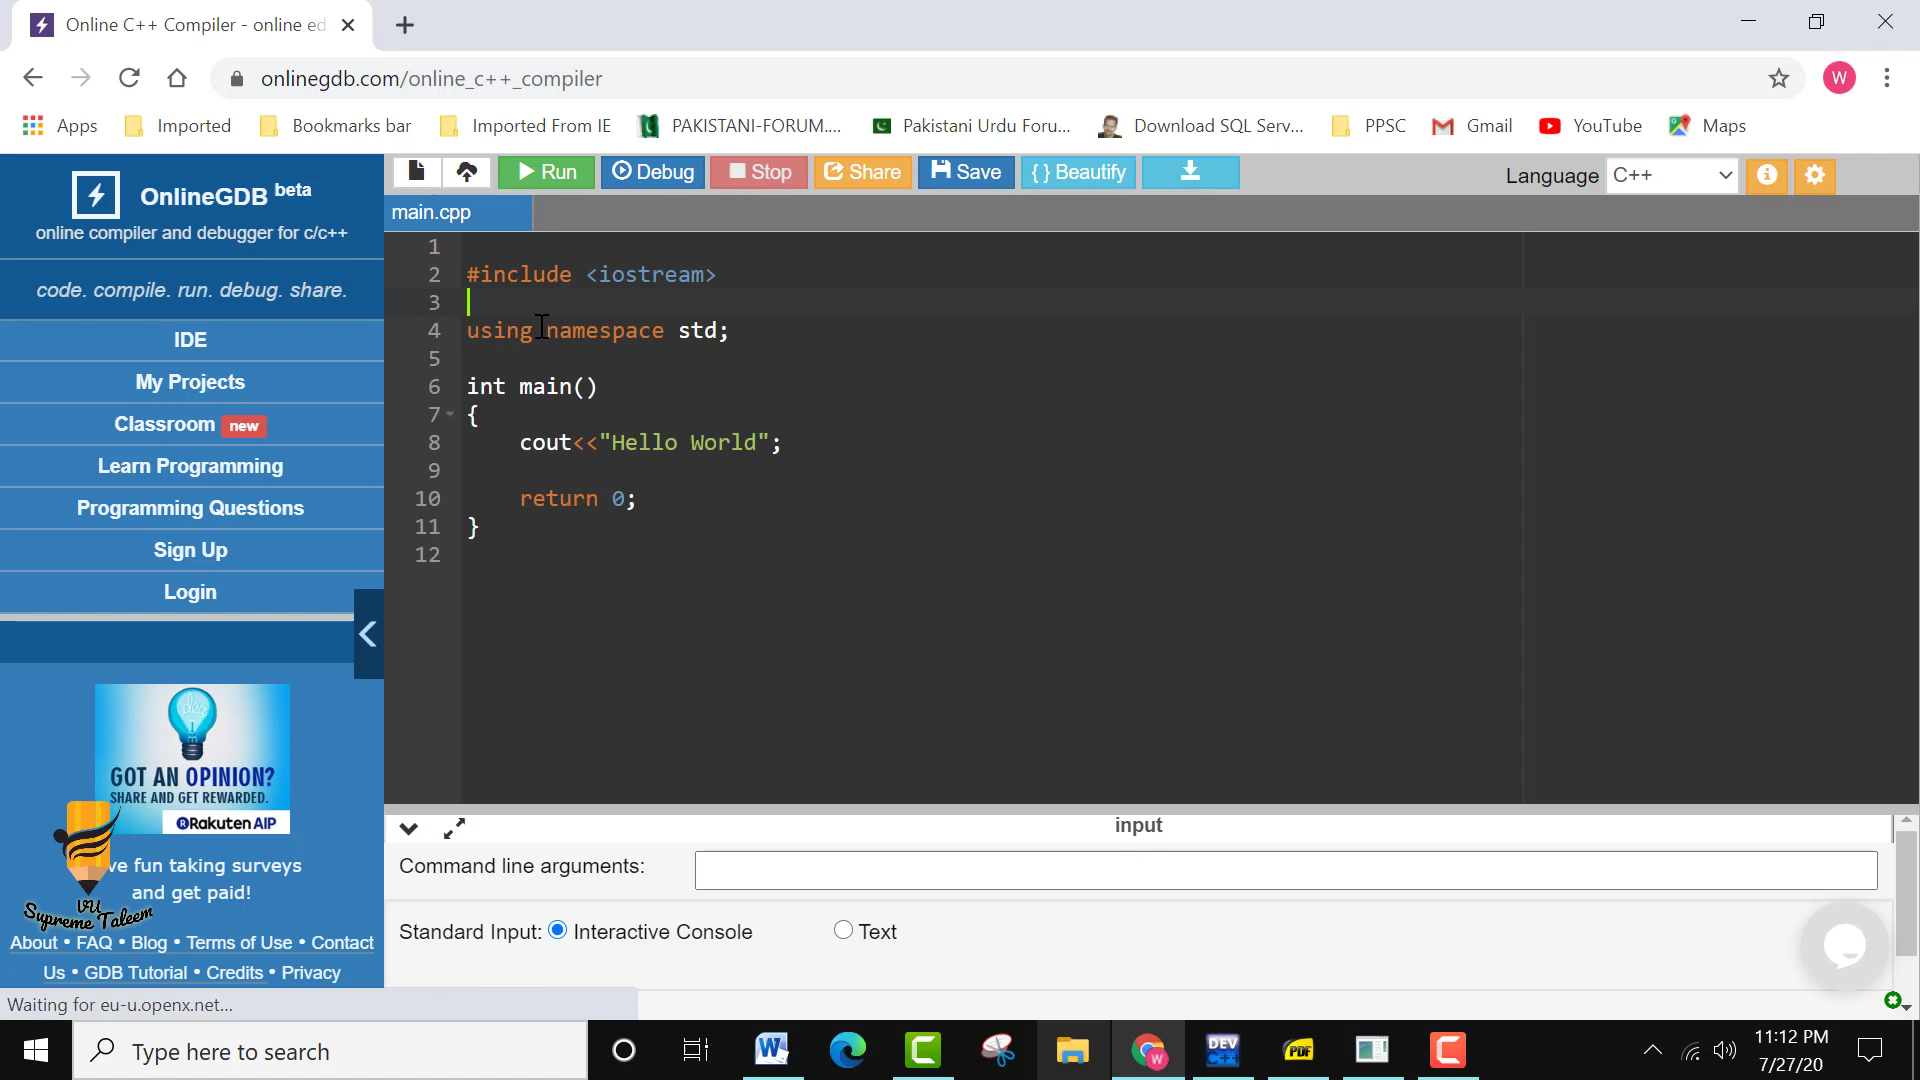 Online C++ Compiler - online ed
onlinegdb.com/online_c++_compiler
W
Apps
Imported
Bookmarks bar
Imported From IE
PAKISTANI-FORUM....
Pakistani Urdu Foru...
Download SQL Serv...
PPSC
Gmail
YouTube
Maps
OnlineGDB beta
online compiler and debugger for c/c++
code. compile. run. debug. share.
IDE
My Projects
Classroom new
Learn Programming
Programming Questions
Sign Up
Login
GOT AN OPINION?
SHARE AND GET REWARDED.
Rakuten AIP
ve fun taking surveys
and get paid!
VU
Supreme Taleem
About • FAQ • Blog • Terms of Use • Contact
Us • GDB Tutorial • Credits • Privacy
Run
Debug
Stop
Share
Save
{ } Beautify
Language C++
main.cpp
1
2 #include <iostream>
3
4 using namespace std;
5
6 int main()
7 {
8 cout<<"Hello World";
9
10 return 0;
11 }
12
input
Command line arguments:
Standard Input: Interactive Console Text
Waiting for eu-u.openx.net...
Type here to search
W
C
DEV
C++
PDF
W
C
11:12 PM
7/27/20